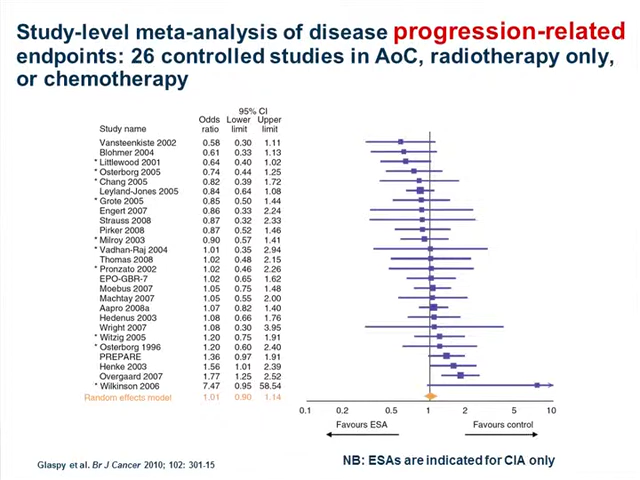 Study-level meta-analysis of disease progression-related
endpoints: 26 controlled studies in AoC, radiotherapy only,
or chemotherapy
95% CI
Odds Lower Upper
Study name ratio limit limit
Vansteenkiste 2002 0.58 0.30 1.11
Blohmer 2004 0.61 0.33 1.13
* Littlewood 2001 0.64 0.40 1.02
* Osterborg 2005 0.74 0.44 1.25
* Chang 2005 0.82 0.39 1.72
Leyland-Jones 2005 0.84 0.64 1.08
* Grote 2005 0.85 0.50 1.44
Engert 2007 0.86 0.33 2.24
Strauss 2008 0.87 0.32 2.33
Pirker 2008 0.87 0.52 1.46
* Milroy 2003 0.90 0.57 1.41
* Vadhan-Raj 2004 1.01 0.35 2.94
Thomas 2008 1.02 0.48 2.15
* Pronzato 2002 1.02 0.46 2.26
EPO-GBR-7 1.02 0.65 1.62
Moebus 2007 1.05 0.75 1.48
Machtay 2007 1.05 0.55 2.00
Aapro 2008a 1.07 0.82 1.40
Hedenus 2003 1.08 0.66 1.76
Wright 2007 1.08 0.30 3.95
* Witzig 2005 1.20 0.75 1.91
* Osterborg 1996 1.20 0.60 2.40
PREPARE 1.36 0.97 1.91
Henke 2003 1.56 1.01 2.39
Overgaard 2007 1.77 1.25 2.52
* Wilkinson 2006 7.47 0.95 58.54
Random effects model 1.01 0.90 1.14
0.1 0.2 0.5 1 2 5 10
Favours ESA Favours control
Glaspy et al. Br J Cancer 2010; 102: 301-15
NB: ESAs are indicated for CIA only